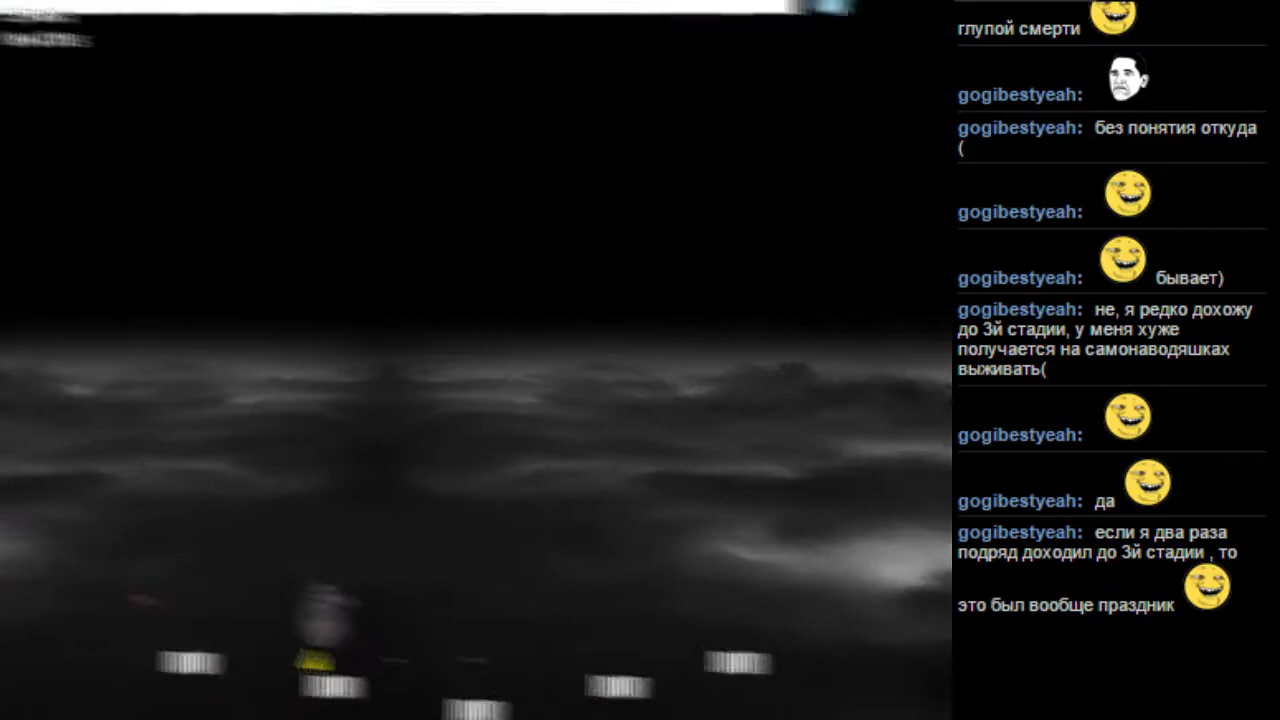 глупой смерти
gogibestyeah:
gogibestyeah: без понятия откуда
(
gogibestyeah:
gogibestyeah: бывает)
gogibestyeah: не, я редко дохожу
до 3й стадии, у меня хуже
получается на самонаводяшках
выживать(
gogibestyeah:
gogibestyeah: да
gogibestyeah: если я два раза
подряд доходил до 3й стадии , то
это был вообще праздник